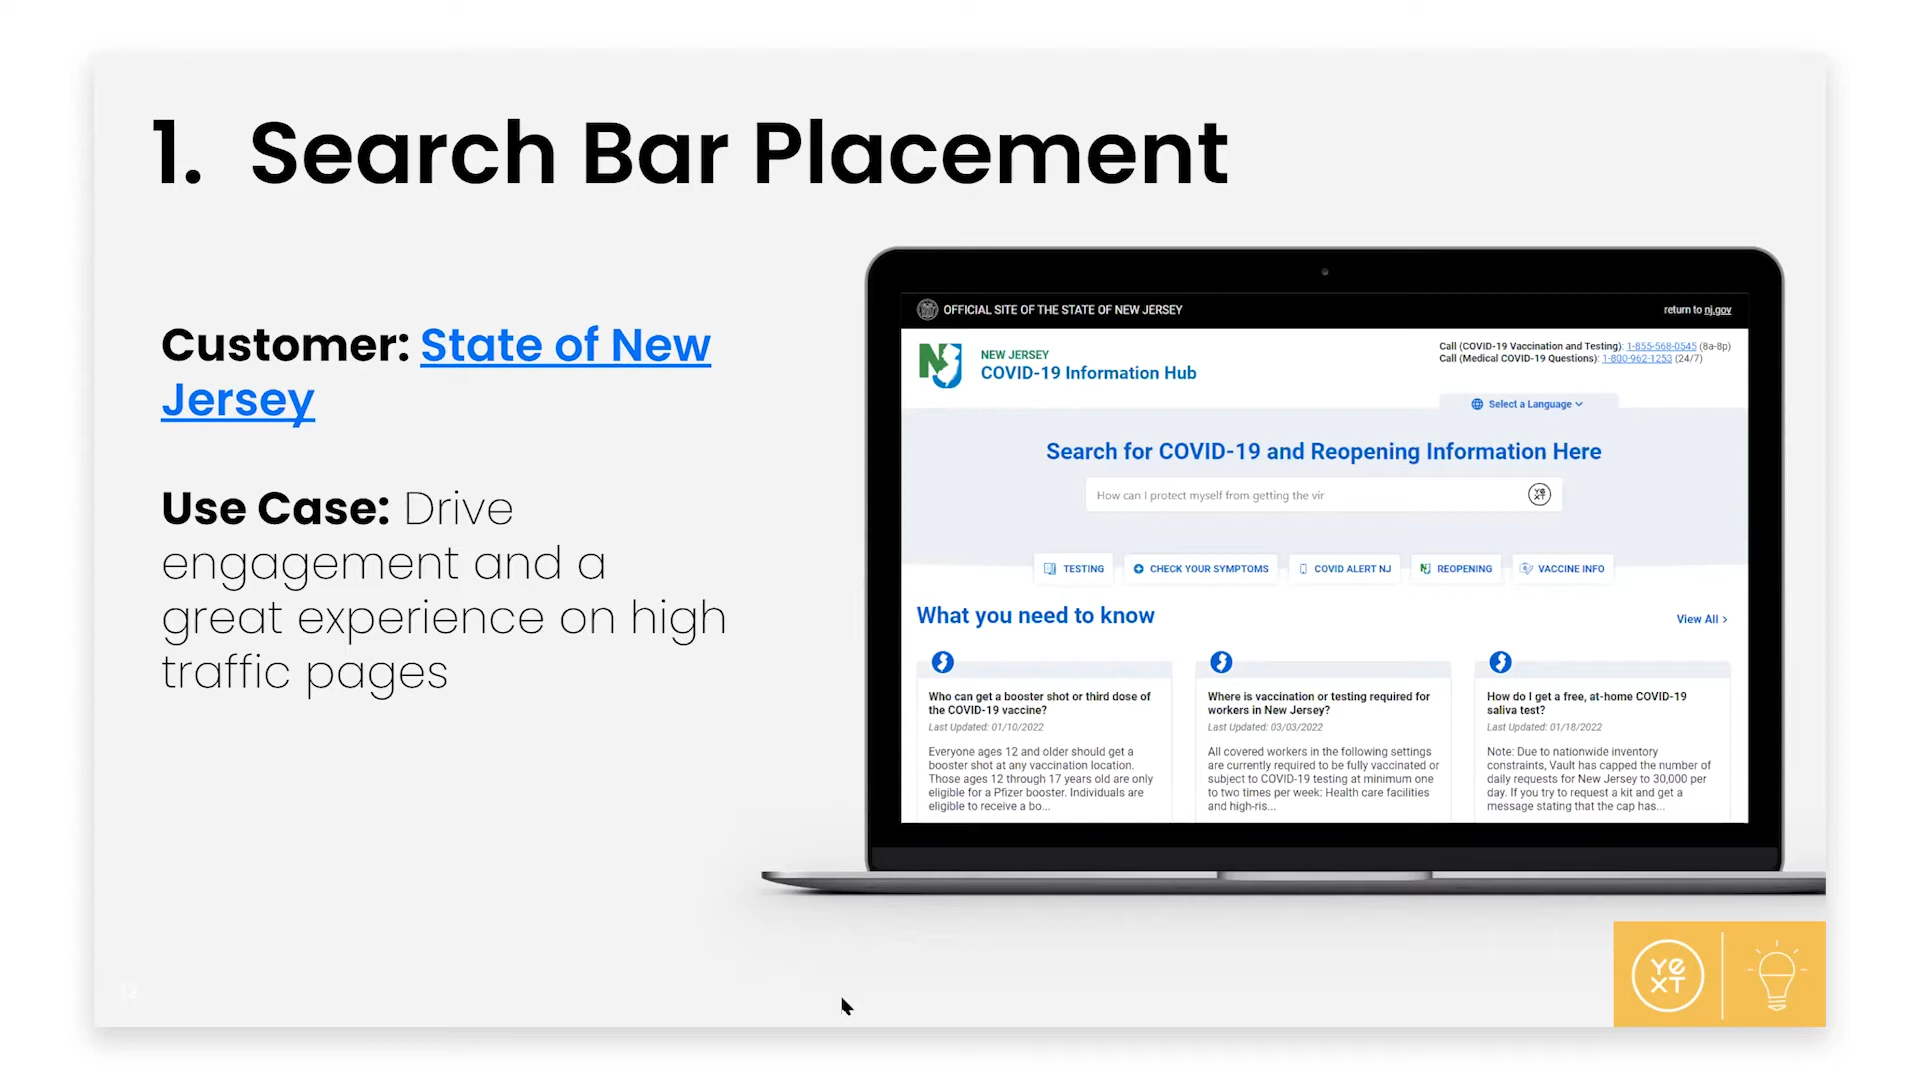 1. Search Bar Placement
Customer: State of New
Jersey
Use Case: Drive
engagement and a
great experience on high
traffic pages
OFFICIAL SITE OF THE STATE OF NEW JERSEY
return to nj.gov
NJ
NEW JERSEY
COVID-19 Information Hub
Call (COVID-19 Vaccination and Testing): 1-855-568-0545 (8a-8p)
Call (Medical COVID-19 Questions): 1-800-962-1253 (24/7)
Select a Language
Search for COVID-19 and Reopening Information Here
How can I protect myself from getting the vir
YEXT
TESTING
CHECK YOUR SYMPTOMS
COVID ALERT NJ
REOPENING
VACCINE INFO
What you need to know
View All >
Who can get a booster shot or third dose of
the COVID-19 vaccine?
Last Updated: 01/10/2022
Everyone ages 12 and older should get a
booster shot at any vaccination location.
Those ages 12 through 17 years old are only
eligible for a Pfizer booster. Individuals are
eligible to receive a bo...
Where is vaccination or testing required for
workers in New Jersey?
Last Updated: 03/03/2022
All covered workers in the following settings
are currently required to be fully vaccinated or
subject to COVID-19 testing at minimum one
to two times per week: Health care facilities
and high-ris...
How do I get a free, at-home COVID-19
saliva test?
Last Updated: 01/18/2022
Note: Due to nationwide inventory
constraints, Vault has capped the number of
daily requests for New Jersey to 30,000 per
day. If you try to request a kit and get a
message stating that the cap has...
Ye
XT